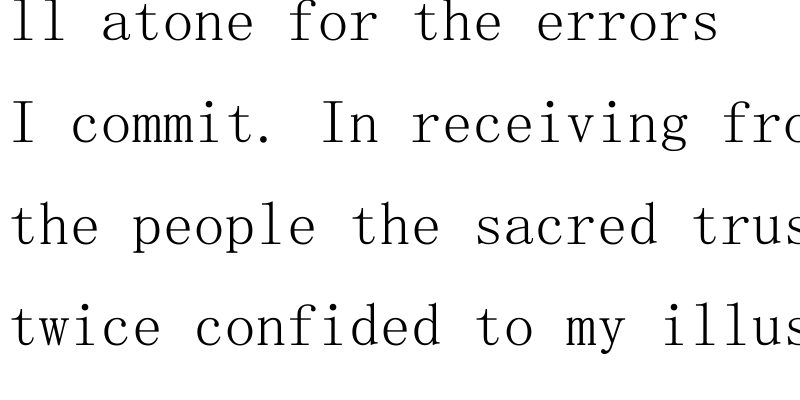 ll atone for the errors
I commit. In receiving fro
the people the sacred trus
twice confided to my illus